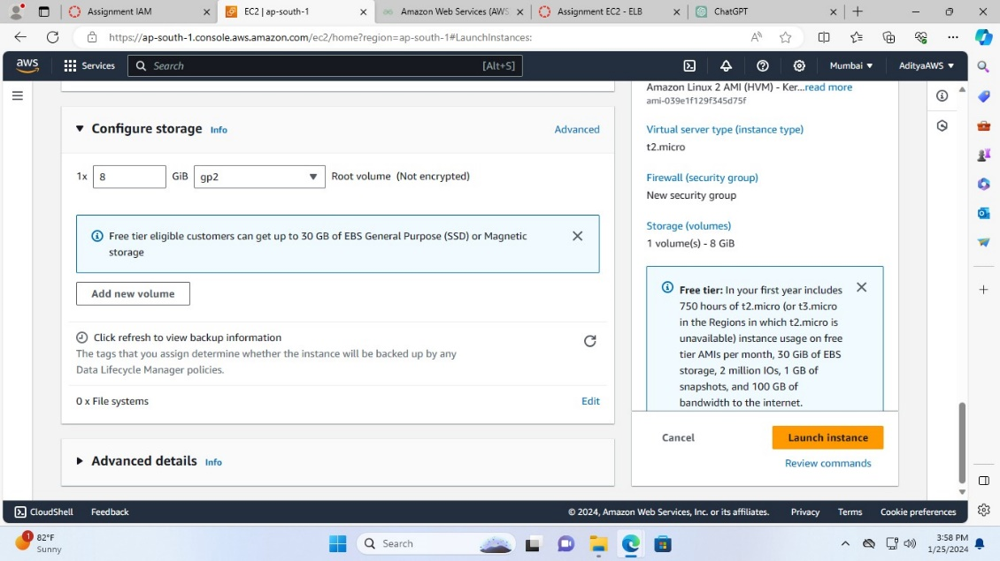 Assignment IAM
EC2 | ap-south-1
Amazon Web Services (AWS
Assignment EC2 - ELB
ChatGPT
https://ap-south-1.console.aws.amazon.com/ec2/home?region=ap-south-1#LaunchInstances:
aws
Services
Search
[Alt+S]
Mumbai
AdityaAWS
Configure storage
Info
Advanced
1x
8
GiB
gp2
Root volume (Not encrypted)
Free tier eligible customers can get up to 30 GB of EBS General Purpose (SSD) or Magnetic
storage
Add new volume
Click refresh to view backup information
The tags that you assign determine whether the instance will be backed up by any
Data Lifecycle Manager policies.
0 x File systems
Edit
Advanced details
Info
Amazon Linux 2 AMI (HVM) - Ker...read more
ami-039e1f129f345d75f
Virtual server type (instance type)
t2.micro
Firewall (security group)
New security group
Storage (volumes)
1 volume(s) - 8 GiB
Free tier: In your first year includes
750 hours of t2.micro (or t3.micro
in the Regions in which t2.micro is
unavailable) instance usage on free
tier AMIs per month, 30 GiB of EBS
storage, 2 million IOs, 1 GB of
snapshots, and 100 GB of
bandwidth to the internet.
Cancel
Launch instance
Review commands
CloudShell
Feedback
© 2024, Amazon Web Services, Inc. or its affiliates.
Privacy
Terms
Cookie preferences
1
82°F
Sunny
Search
3:58 PM
1/25/2024